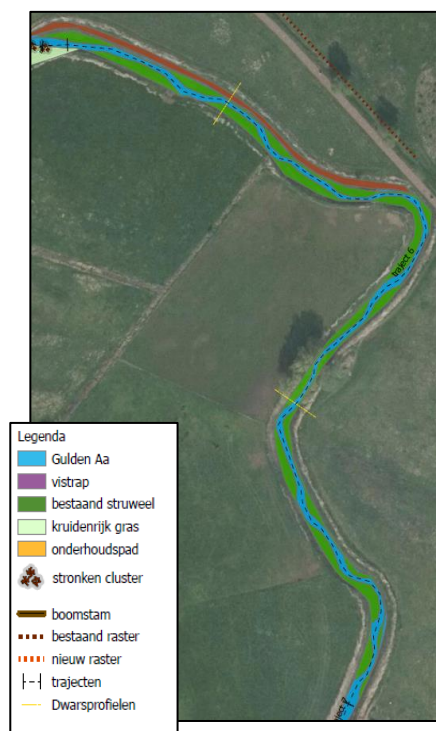 traject 6
Legenda
Gulden Aa
vistrap
bestaand struweel
kruidenrijk gras
onderhoudspad
stronken cluster
boomstam
bestaand raster
nieuw raster
trajecten
Dwarsprofielen